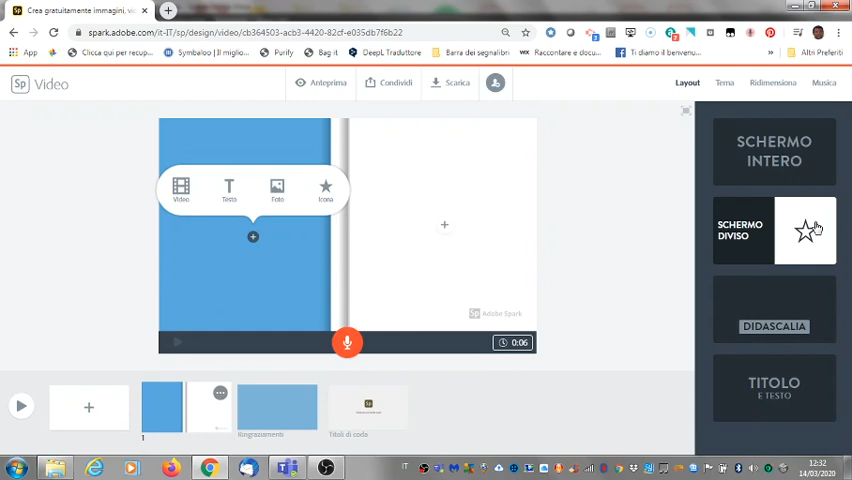 Crea gratuitamente immagini, vi
spark.adobe.com/it-IT/sp/design/video/cb364503-acb3-4420-82cf-e035db7f6b22
App
Clicca qui per recup...
Symbaloo | Il miglio...
Purify
Bag it
DeepL Traduttore
Barra dei segnalibri
Raccontare e docum...
Ti diamo il benvenu...
»
Altri Preferiti
Sp Video
Anteprima
Condividi
Scarica
Layout
Tema
Ridimensiona
Musica
Video
Testo
Foto
Icona
Sp Adobe Spark
0:06
SCHERMO
INTERO
SCHERMO
DIVISO
DIDASCALIA
TITOLO
E TESTO
1
Ringraziamenti
Titoli di coda
IT
12:32
14/03/2020